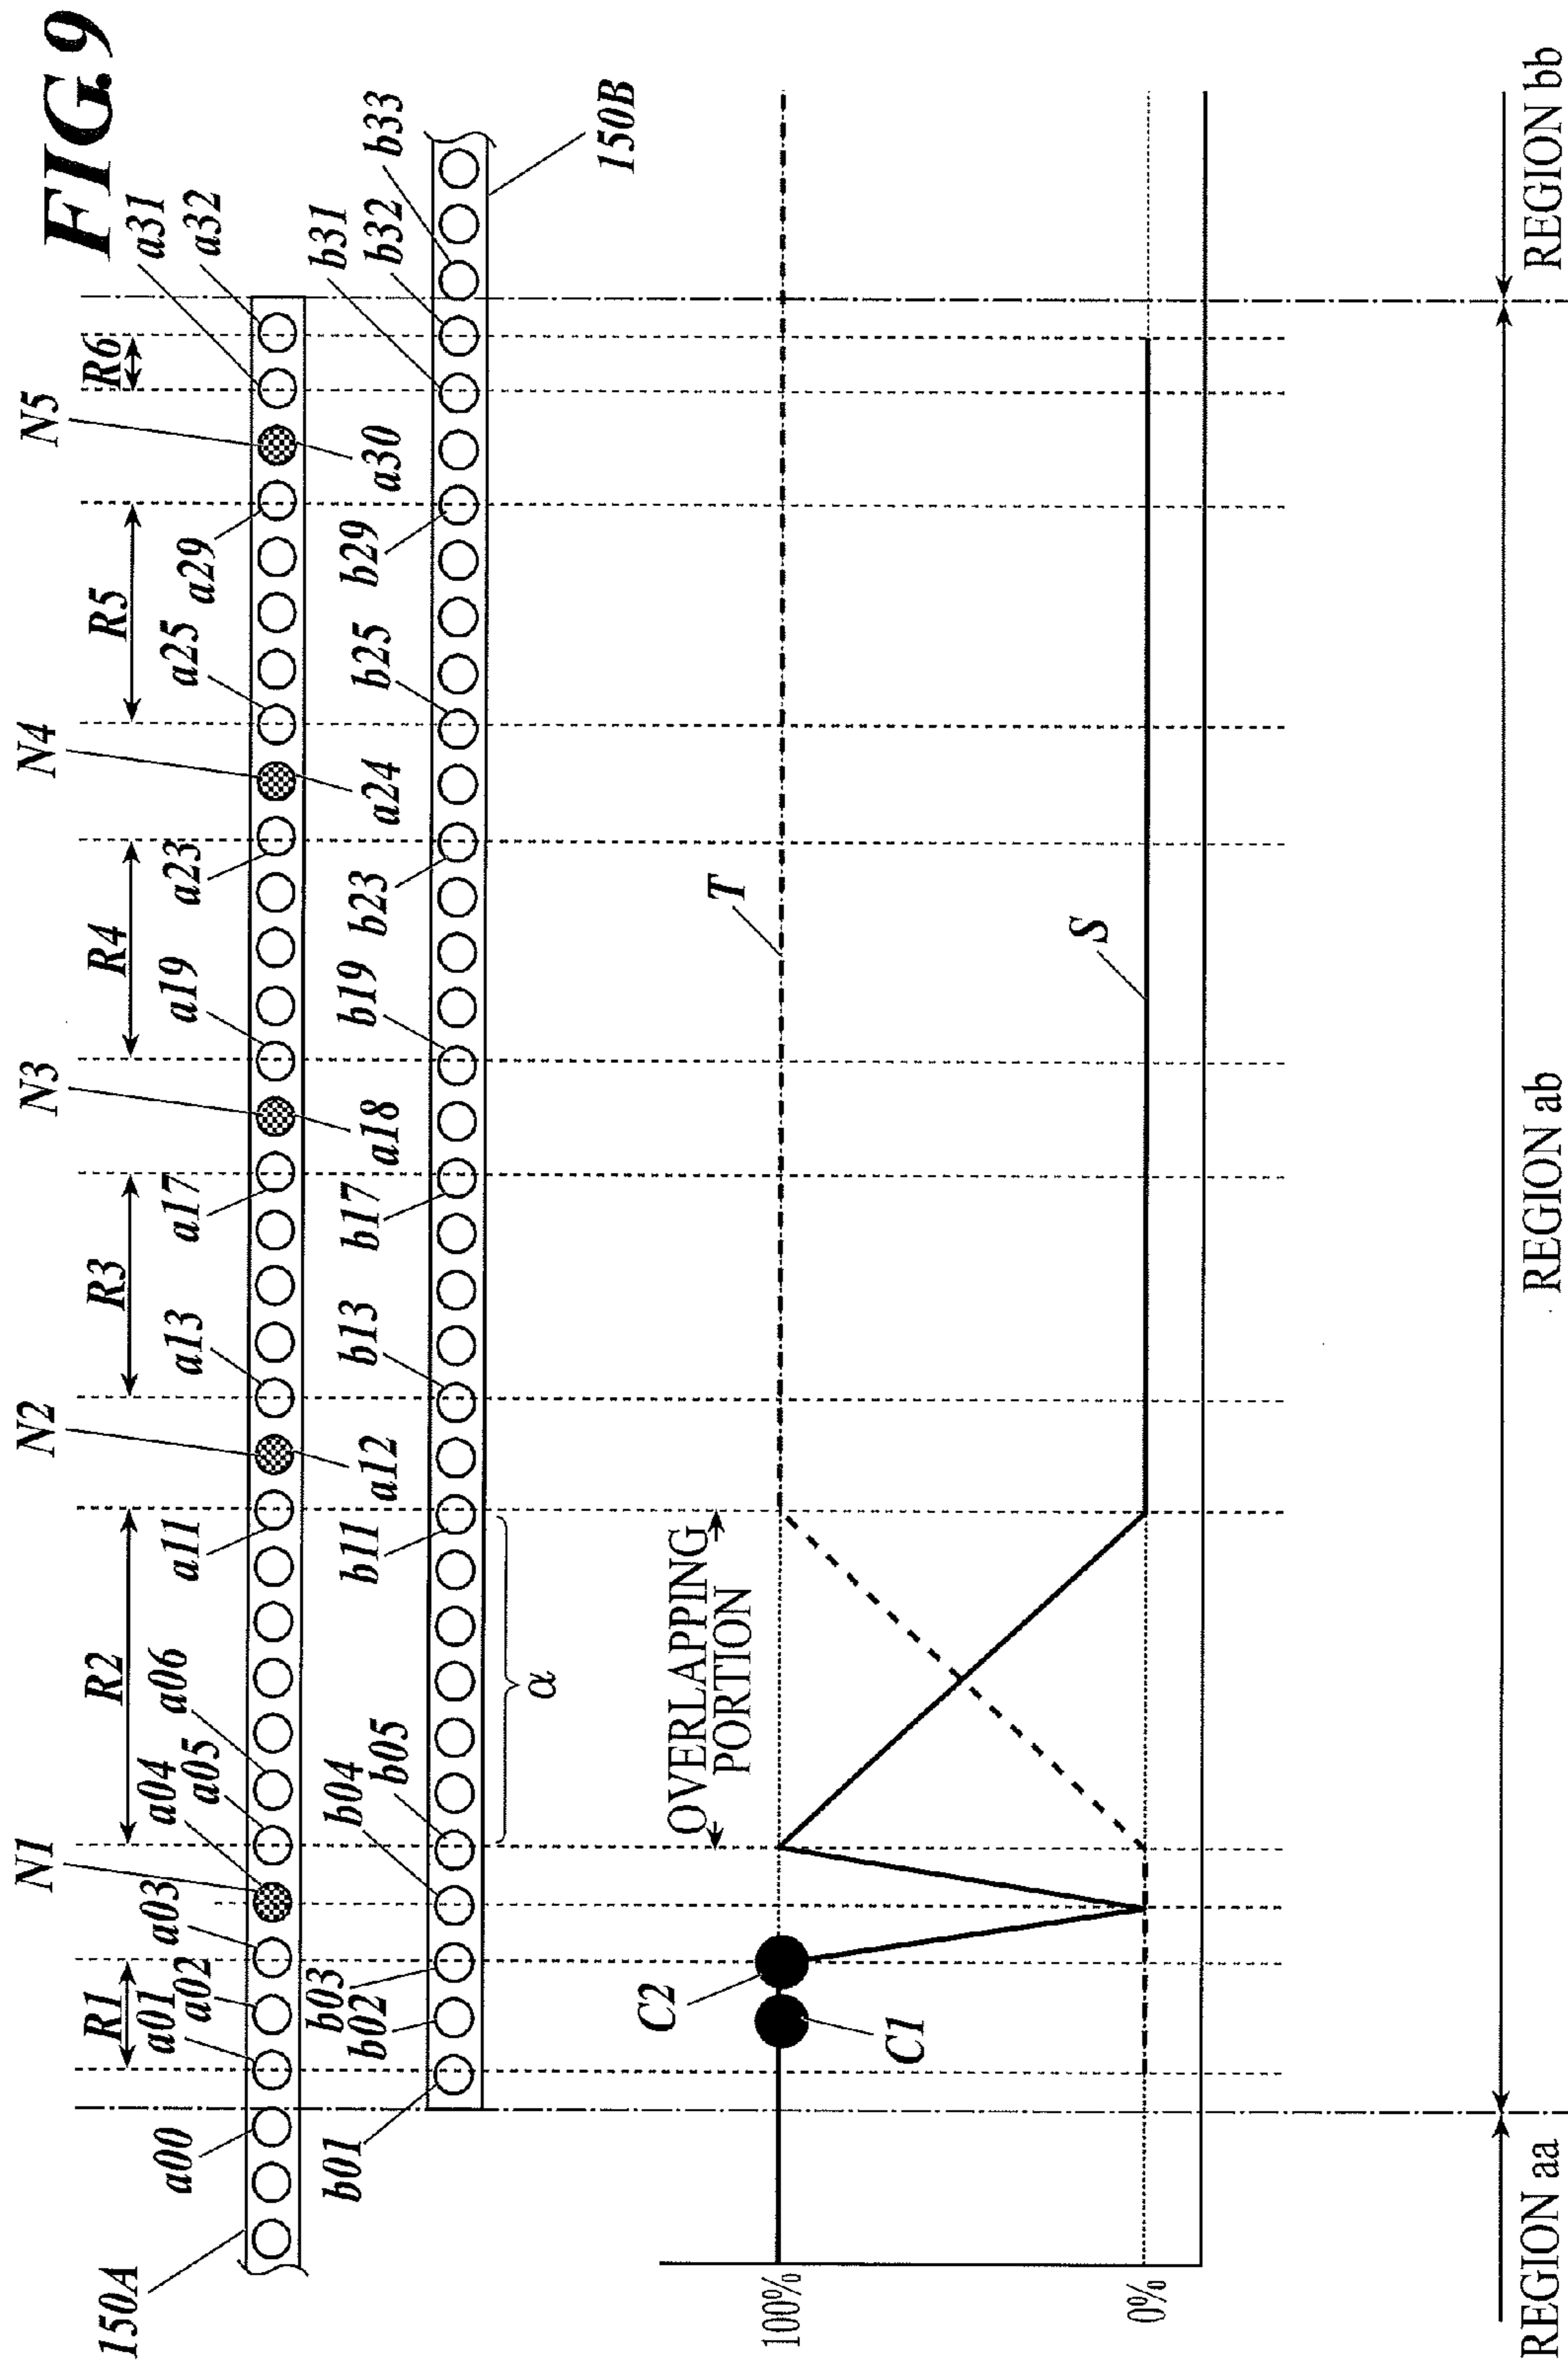 FIG. 9
N1 N2 N3 N4 N5
R1 R2 R3 R4 R5 R6
150A
a00 a01 a02 a03 a04 a05 a06 a11 a13 a17 a19 a23 a25 a29 a31 a32
a12 a18 a24 a30
b01 b02 b03 b04 b05 b11 b13 b17 b19 b23 b25 b29 b31 b32 b33
α
150B
OVERLAPPING
PORTION
C2
C1
T
S
100%
0%
REGION aa
REGION ab
REGION bb